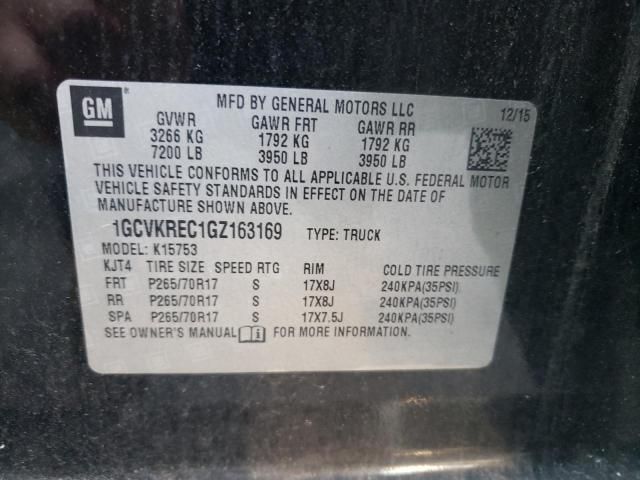 GM
MFD BY GENERAL MOTORS LLC
12/15
GVWR GAWR FRT GAWR RR
3266 KG 1792 KG 1792 KG
7200 LB 3950 LB 3950 LB
THIS VEHICLE CONFORMS TO ALL APPLICABLE U.S. FEDERAL MOTOR
VEHICLE SAFETY STANDARDS IN EFFECT ON THE DATE OF
MANUFACTURE SHOWN ABOVE.
1GCVKREC1GZ163169 TYPE: TRUCK
MODEL: K15753
KJT4 TIRE SIZE SPEED RTG RIM COLD TIRE PRESSURE
FRT P265/70R17 S 17X8J 240KPA(35PSI)
RR P265/70R17 S 17X8J 240KPA(35PSI)
SPA P265/70R17 S 17X7.5J 240KPA(35PSI)
SEE OWNER'S MANUAL FOR MORE INFORMATION.